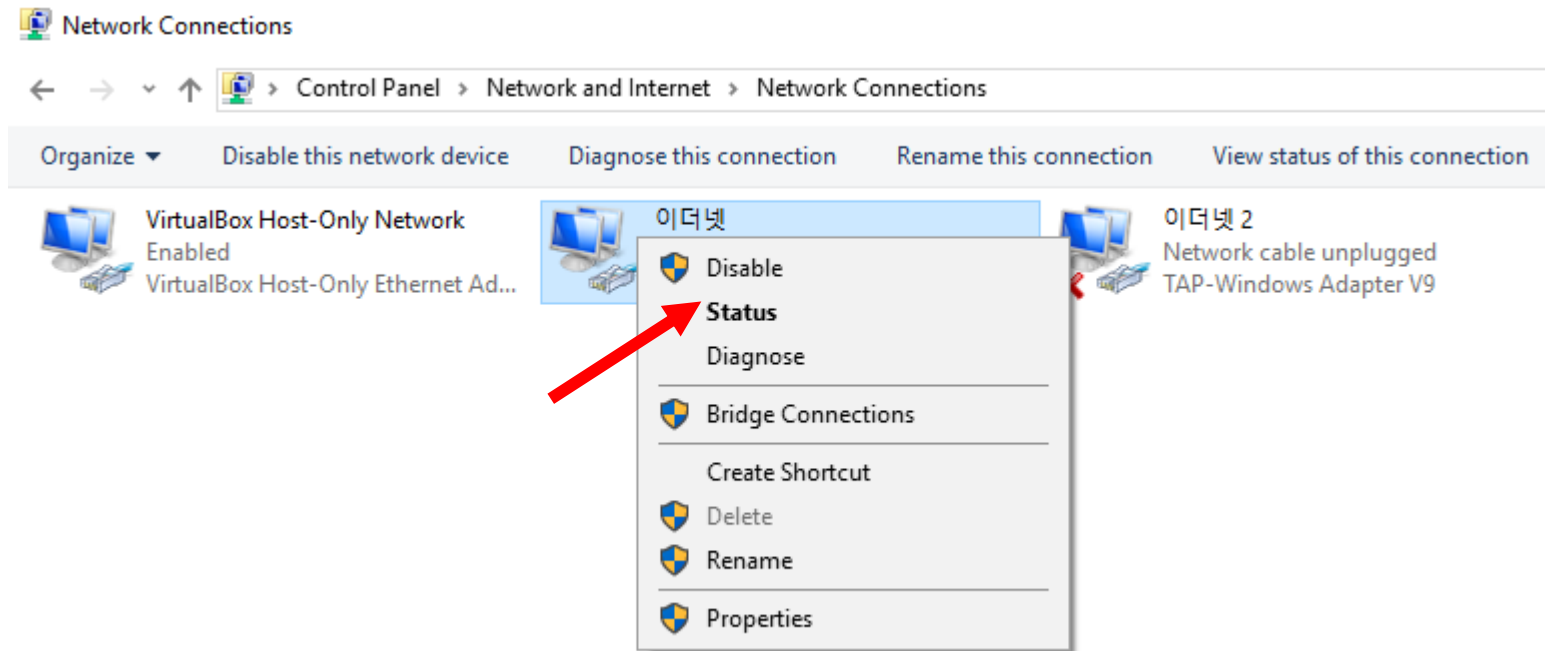 Network Connections
Control Panel > Network and Internet > Network Connections
Organize Disable this network device Diagnose this connection Rename this connection View status of this connection
VirtualBox Host-Only Network
Enabled
VirtualBox Host-Only Ethernet Ad...
이더넷
이더넷 2
Network cable unplugged
TAP-Windows Adapter V9
Disable
Status
Diagnose
Bridge Connections
Create Shortcut
Delete
Rename
Properties